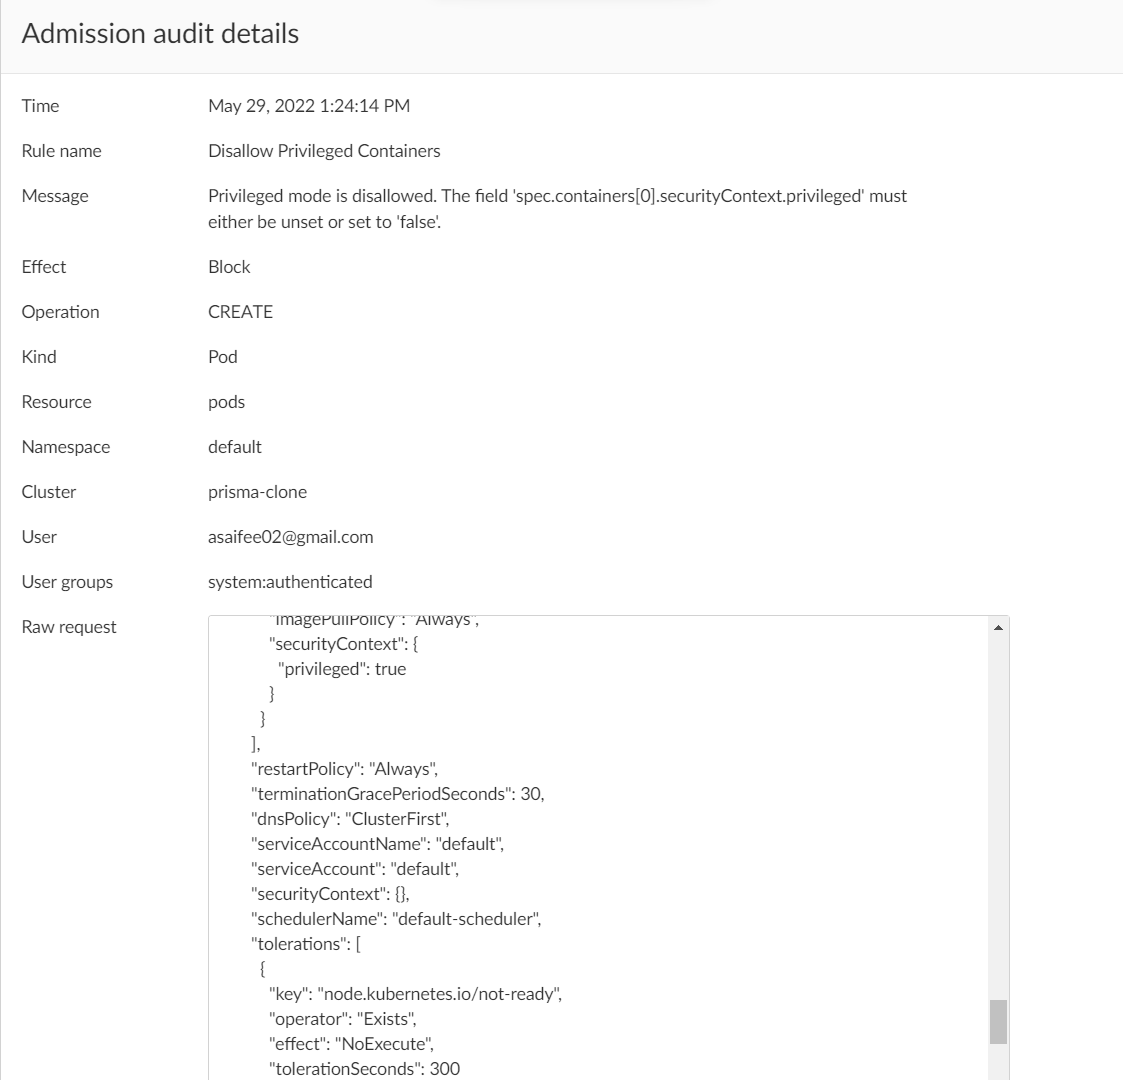 Admission audit details
Time May 29, 2022 1:24:14 PM
Rule name Disallow Privileged Containers
Message Privileged mode is disallowed. The field 'spec.containers[0].securityContext.privileged' must
either be unset or set to 'false'.
Effect Block
Operation CREATE
Kind Pod
Resource pods
Namespace default
Cluster prisma-clone
User asaifee02@gmail.com
User groups system:authenticated
Raw request
"imagePullPolicy": "Always",
"securityContext": {
"privileged": true
}
}
],
"restartPolicy": "Always",
"terminationGracePeriodSeconds": 30,
"dnsPolicy": "ClusterFirst",
"serviceAccountName": "default",
"serviceAccount": "default",
"securityContext": {},
"schedulerName": "default-scheduler",
"tolerations": [
{
"key": "node.kubernetes.io/not-ready",
"operator": "Exists",
"effect": "NoExecute",
"tolerationSeconds": 300